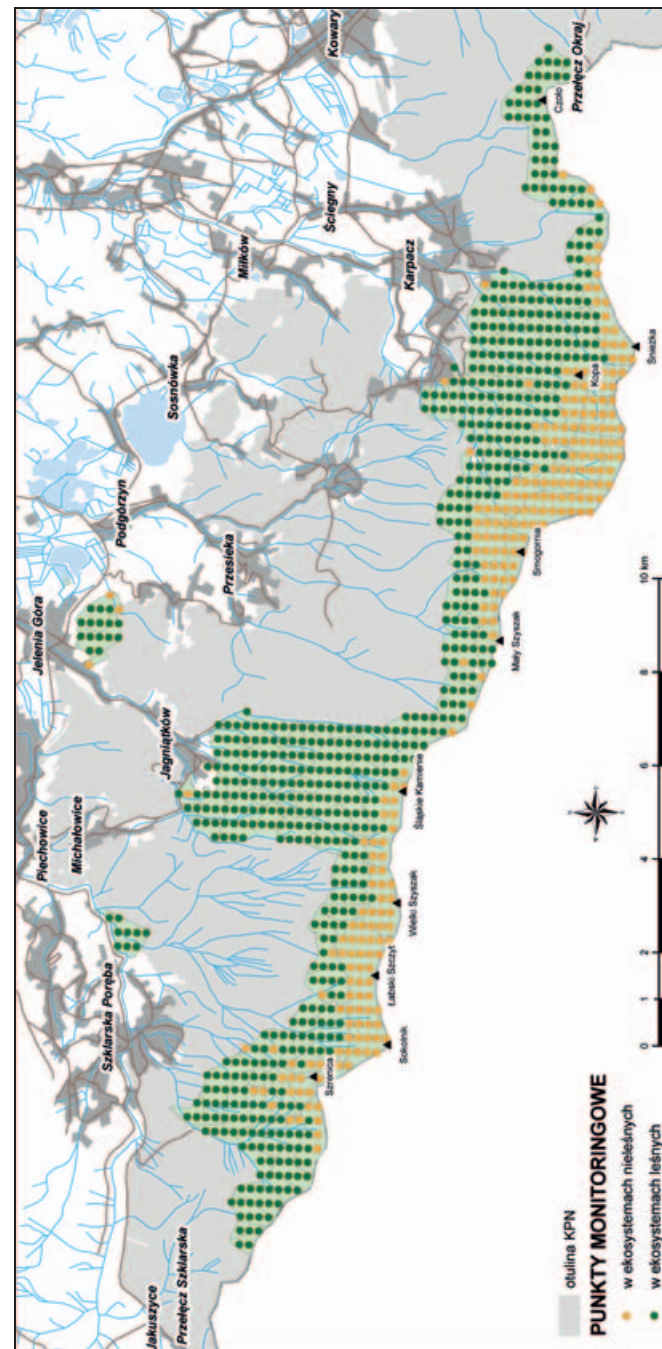 Jakuszyce
Przełęcz Szklarska
Szklarska Poręba
Piechowice
Michałowice
Jagniątków
Jelenia Góra
Podgórzyn
Przesieka
Sosnówka
Miłków
Ściegny
Karpacz
Kowary
Przełęcz Okraj
Szrenica
Sokolnik
Łabski Szczyt
Wielki Szyszak
Śląskie Kamienie
Mały Szyszak
Smogornia
Kopa
Śnieżka
Czoło
otulina KPN
PUNKTY MONITORINGOWE
w ekosystemach nieleśnych
w ekosystemach leśnych
0 1 2 4 6 8 10 km